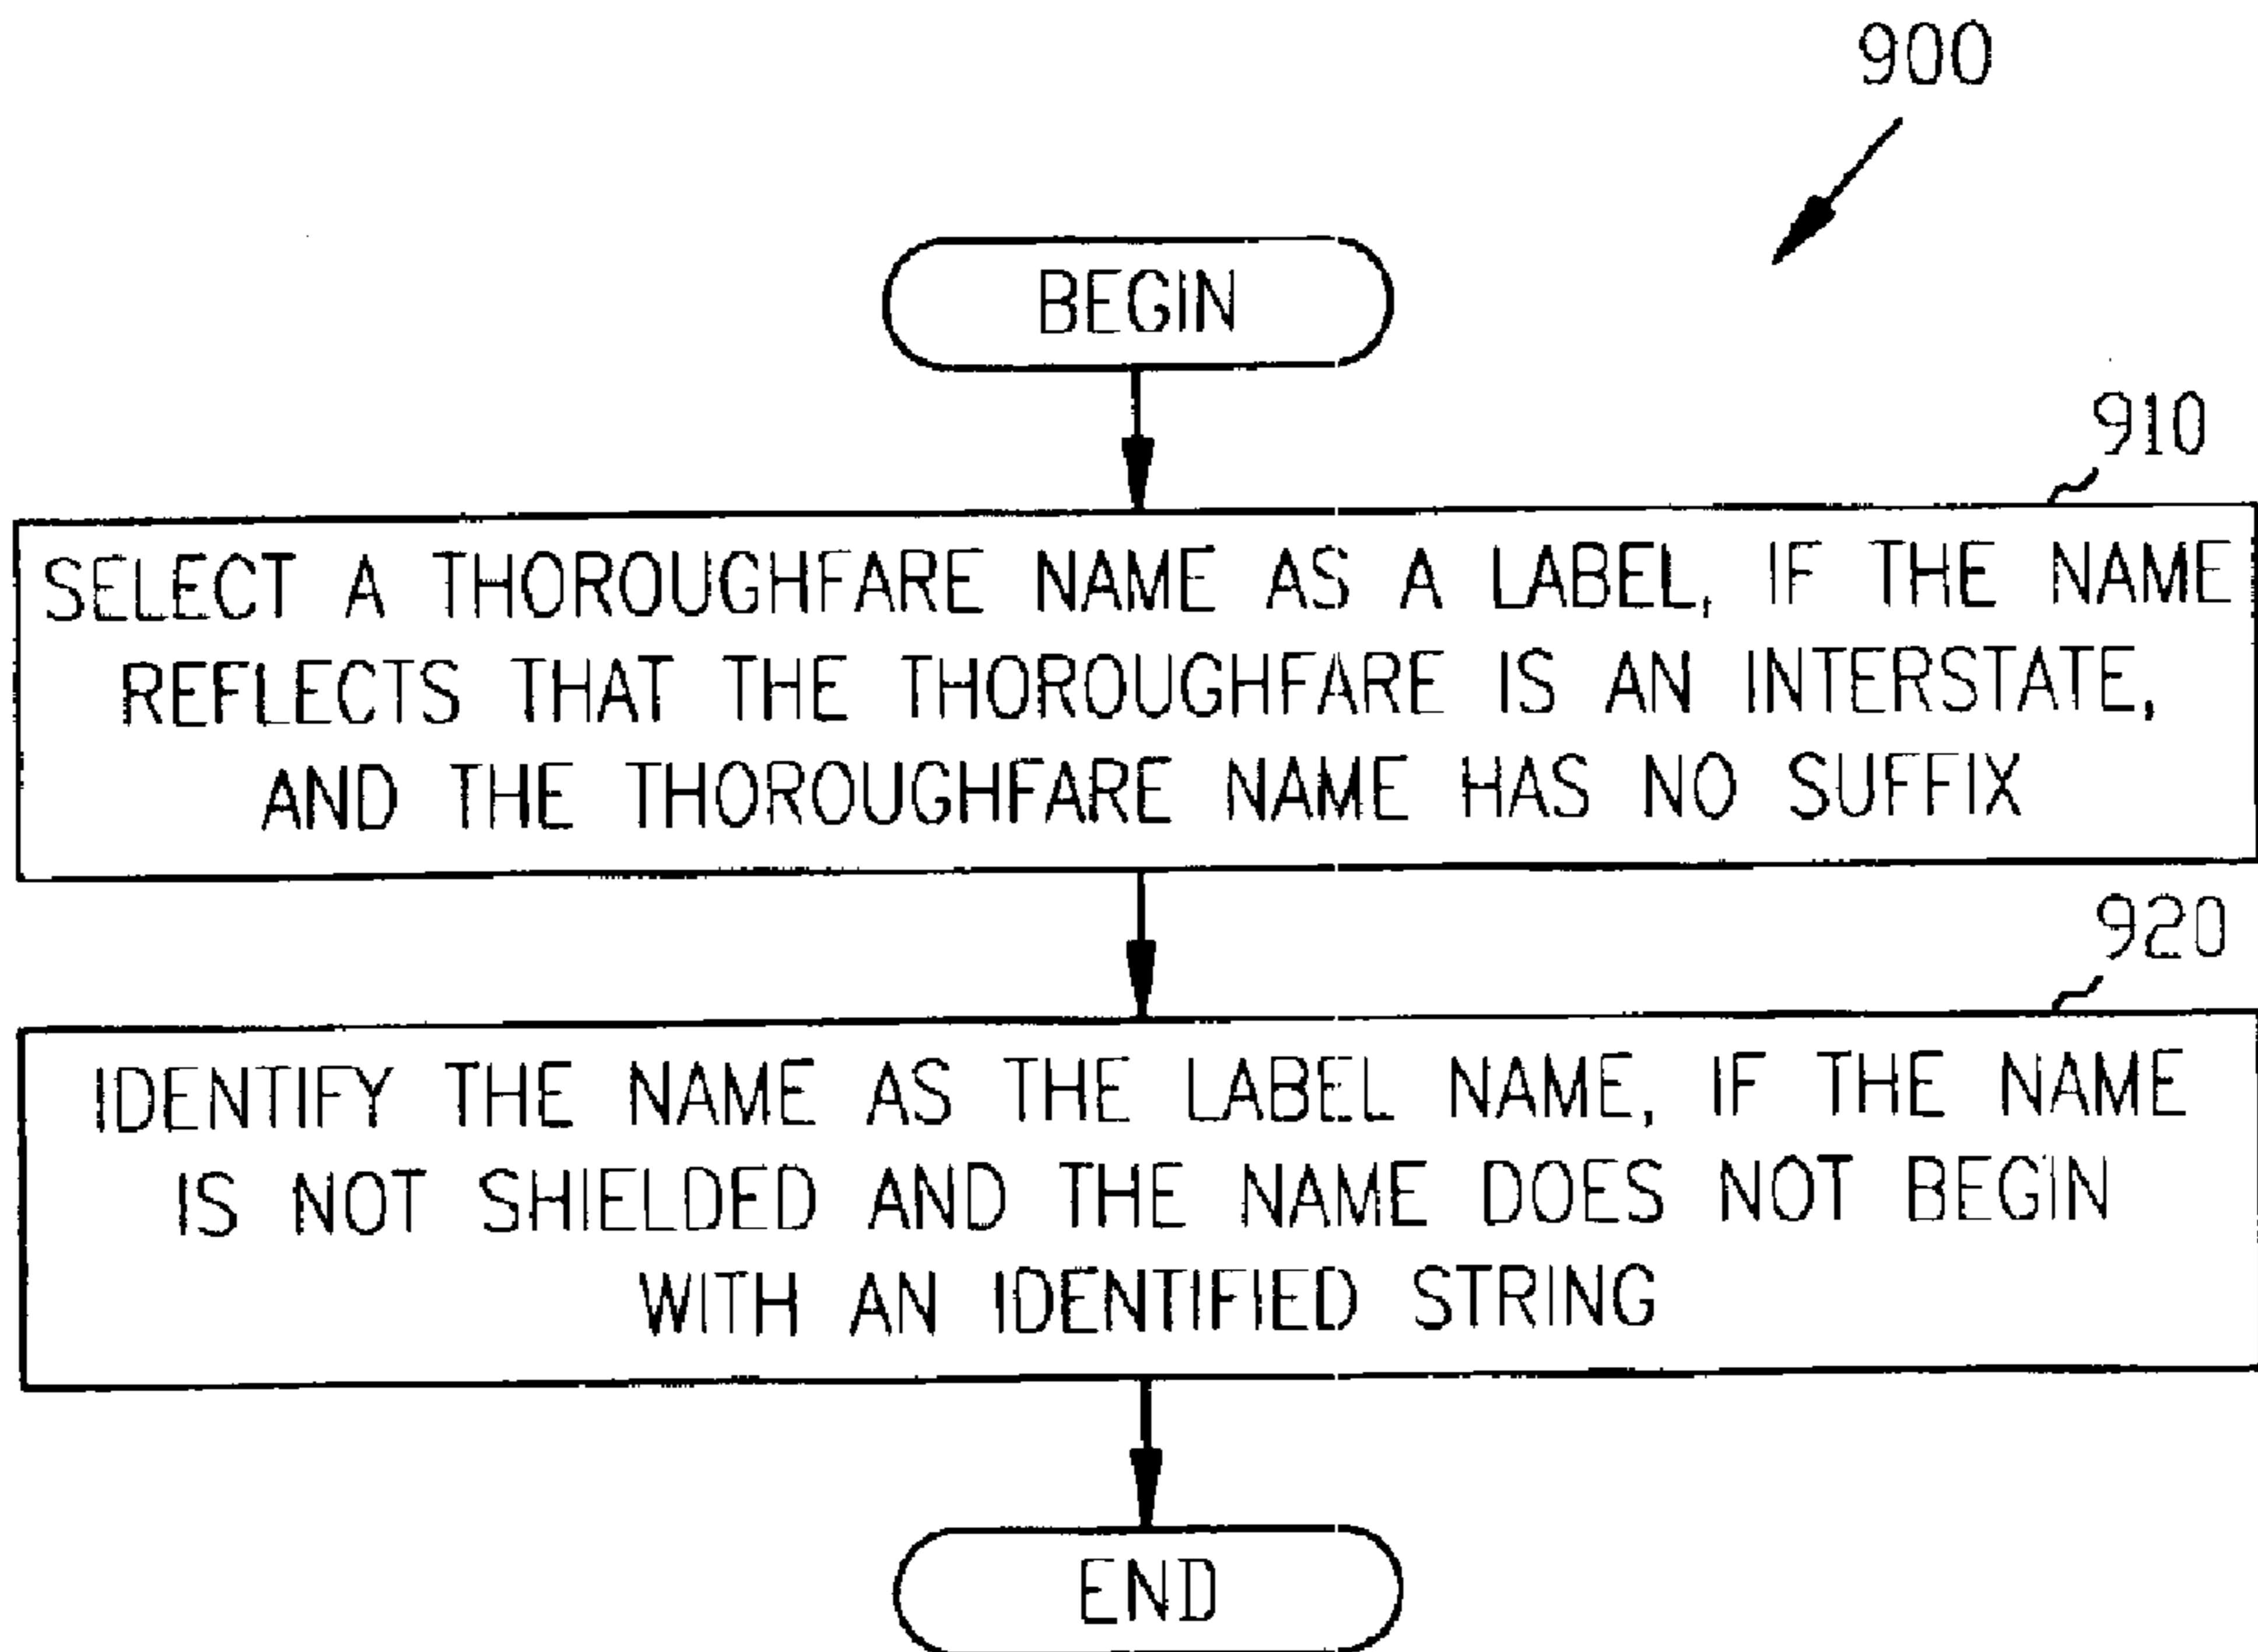 900
BEGIN
910
SELECT A THOROUGHFARE NAME AS A LABEL, IF THE NAME
REFLECTS THAT THE THOROUGHFARE IS AN INTERSTATE,
AND THE THOROUGHFARE NAME HAS NO SUFFIX
920
IDENTIFY THE NAME AS THE LABEL NAME, IF THE NAME
IS NOT SHIELDED AND THE NAME DOES NOT BEGIN
WITH AN IDENTIFIED STRING
END